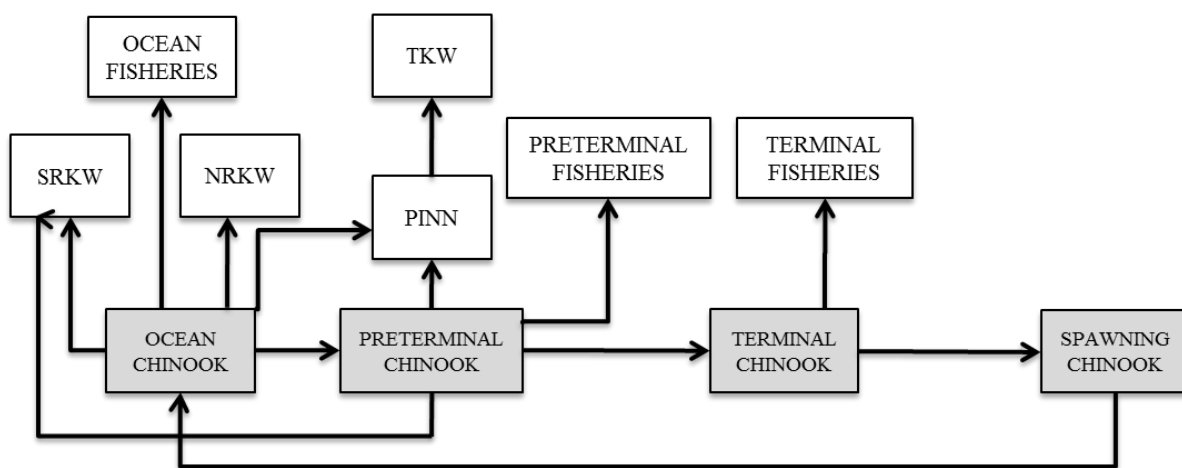 OCEAN
FISHERIES
TKW
SRKW
NRKW
PINN
PRETERMINAL
FISHERIES
TERMINAL
FISHERIES
OCEAN
CHINOOK
PRETERMINAL
CHINOOK
TERMINAL
CHINOOK
SPAWNING
CHINOOK